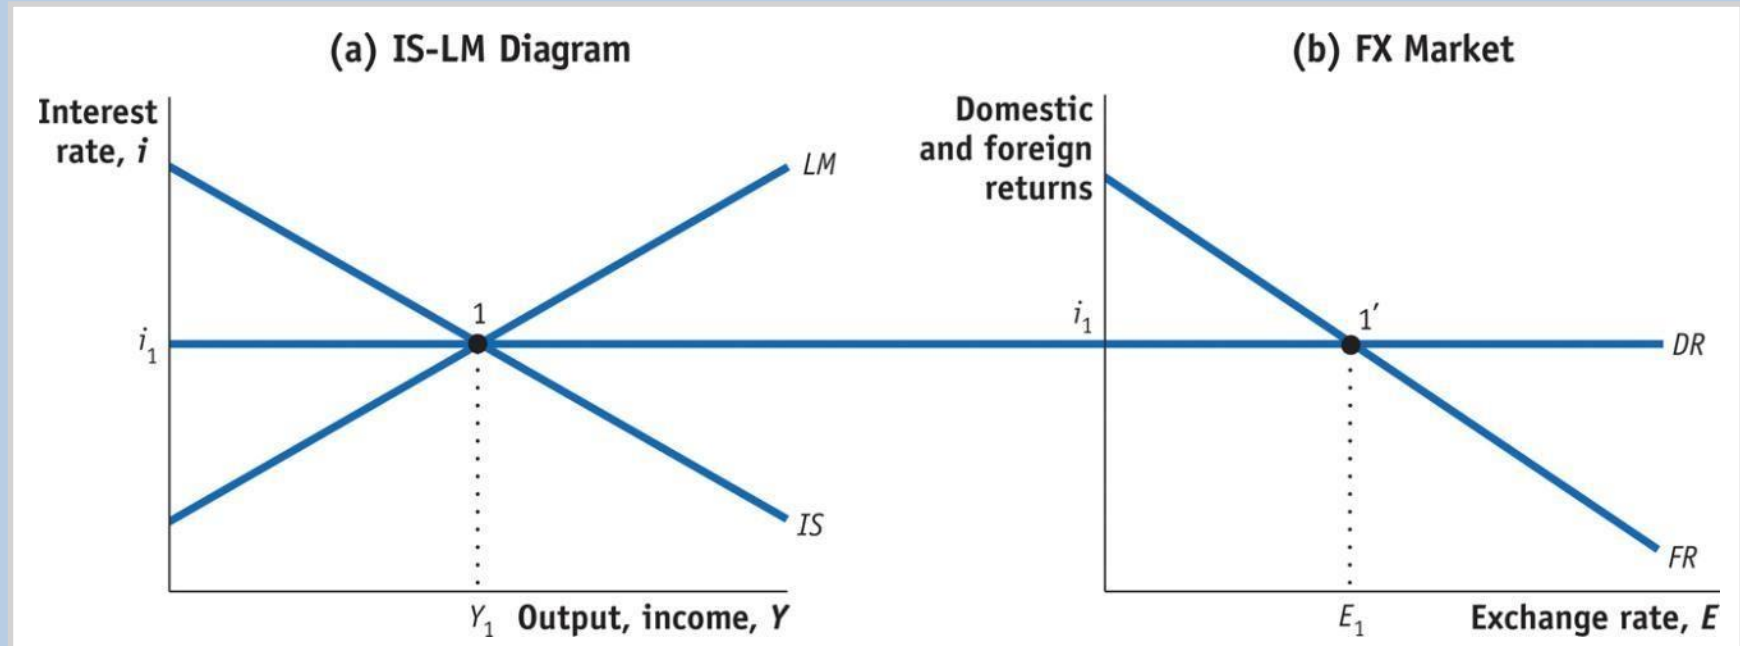 (a) IS-LM Diagram
Interest
rate, i
LM
1
i₁
IS
Y₁ Output, income, Y
(b) FX Market
Domestic
and foreign
returns
i₁
1′
DR
FR
E₁ Exchange rate, E